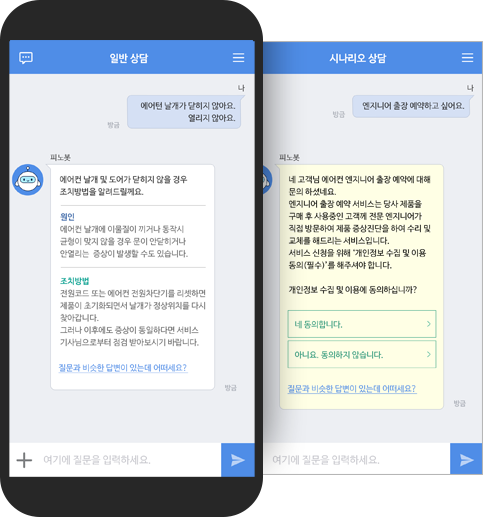 일반 상담
나
에어턴 날개가 닫히지 않아요.
열리지 않아요.
방금
피노봇
에어컨 날개 및 도어가 닫히지 않을 경우
조치방법을 알려드릴께요.
원인
에어컨 날개에 이물질이 끼거나 동작시
균형이 맞지 않을 경우 문이 안닫히거나
안열리는 증상이 발생할 수도 있습니다.
조치방법
전원코드 또는 에어컨 전원차단기를 리셋하면
제품이 초기화되면서 날개가 정상위치를 다시
찾아갑니다.
그러나 이후에도 증상이 동일하다면 서비스
기사님으로부터 점검 받아보시기 바랍니다.
질문과 비슷한 답변이 있는데 어떠세요?
방금
여기에 질문을 입력하세요.
시나리오 상담
나
엔지니어 출장 예약하고 싶어요.
방금
피노봇
네 고객님 에어컨 엔지니어 출장 예약에 대해
문의 하셨네요.
엔지니어 출장 예약 서비스는 당사 제품을
구매 후 사용중인 고객께 전문 엔지니어가
직접 방문하여 제품 증상진단을 하여 수리 및
교체를 해드리는 서비스입니다.
서비스 신청을 위해 "개인정보 수집 및 이용
동의(필수)"를 해주셔야 합니다.
개인정보 수집 및 이용에 동의하십니까?
네 동의합니다.
아니요. 동의하지 않습니다.
질문과 비슷한 답변이 있는데 어떠세요?
방금
여기에 질문을 입력하세요.